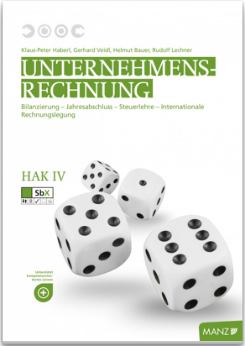 Klaus-Peter Haberl, Gerhard Veidl, Helmut Bauer, Rudolf Lechner
UNTERNEHMENS-
RECHNUNG
Bilanzierung – Jahresabschluss – Steuerlehre – Internationale
Rechnungslegung
HAK IV
SbX
MANZ